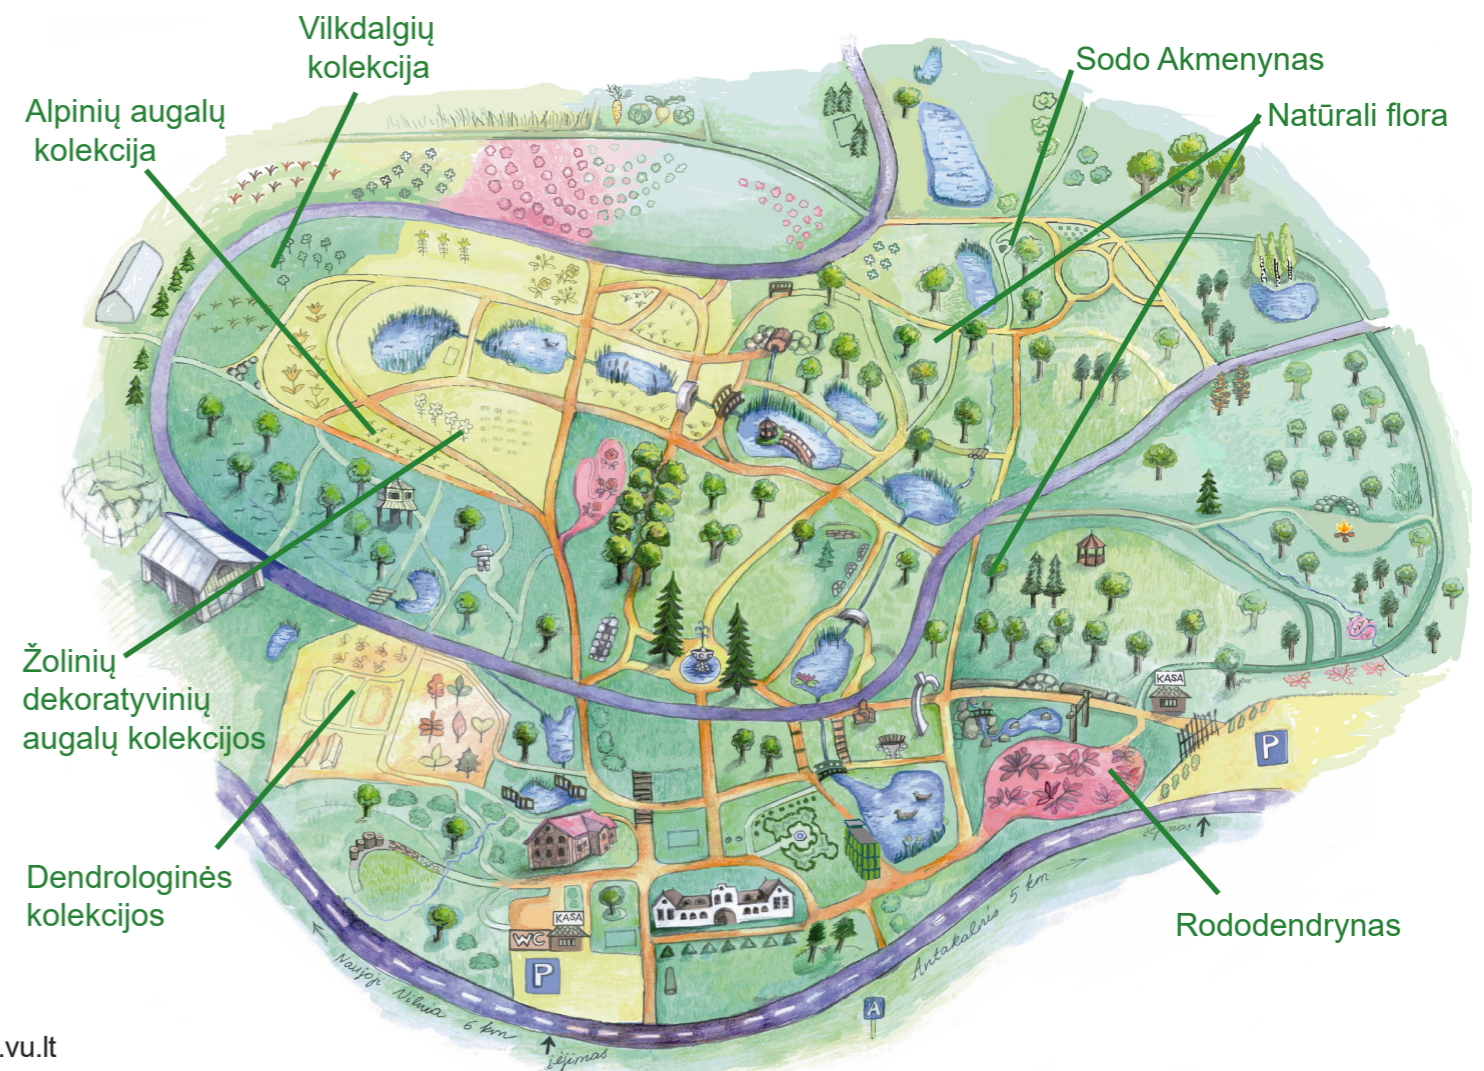 Vilkdalgių
kolekcija
Sodo Akmenynas
Alpinių augalų
kolekcija
Natūrali flora
Žolinių
dekoratyvinių
augalų kolekcijos
KASA
P
Dendrologinės
kolekcijos
įėjimas
Rododendrynas
KASA
WC
P
Antakalnis 5 km
Naujoji Vilnia 6 km
A
įėjimas
.vu.lt